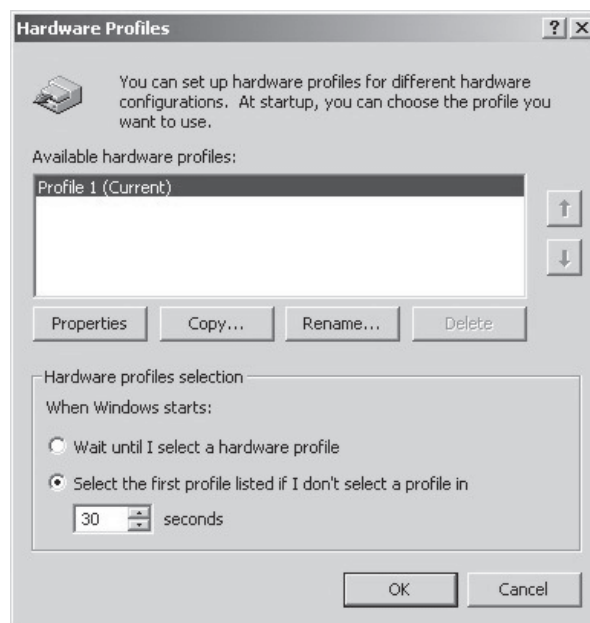 Hardware Profiles
You can set up hardware profiles for different hardware
configurations. At startup, you can choose the profile you
want to use.
Available hardware profiles:
Profile 1 (Current)
Properties
Copy...
Rename...
Delete
Hardware profiles selection
When Windows starts:
Wait until I select a hardware profile
Select the first profile listed if I don't select a profile in
30 seconds
OK
Cancel